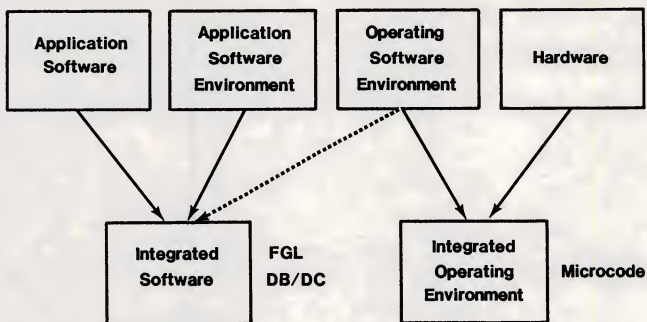 Application
Software
Application
Software
Environment
Operating
Software
Environment
Hardware
Integrated
Software
FGL
DB/DC
Integrated
Operating
Environment
Microcode